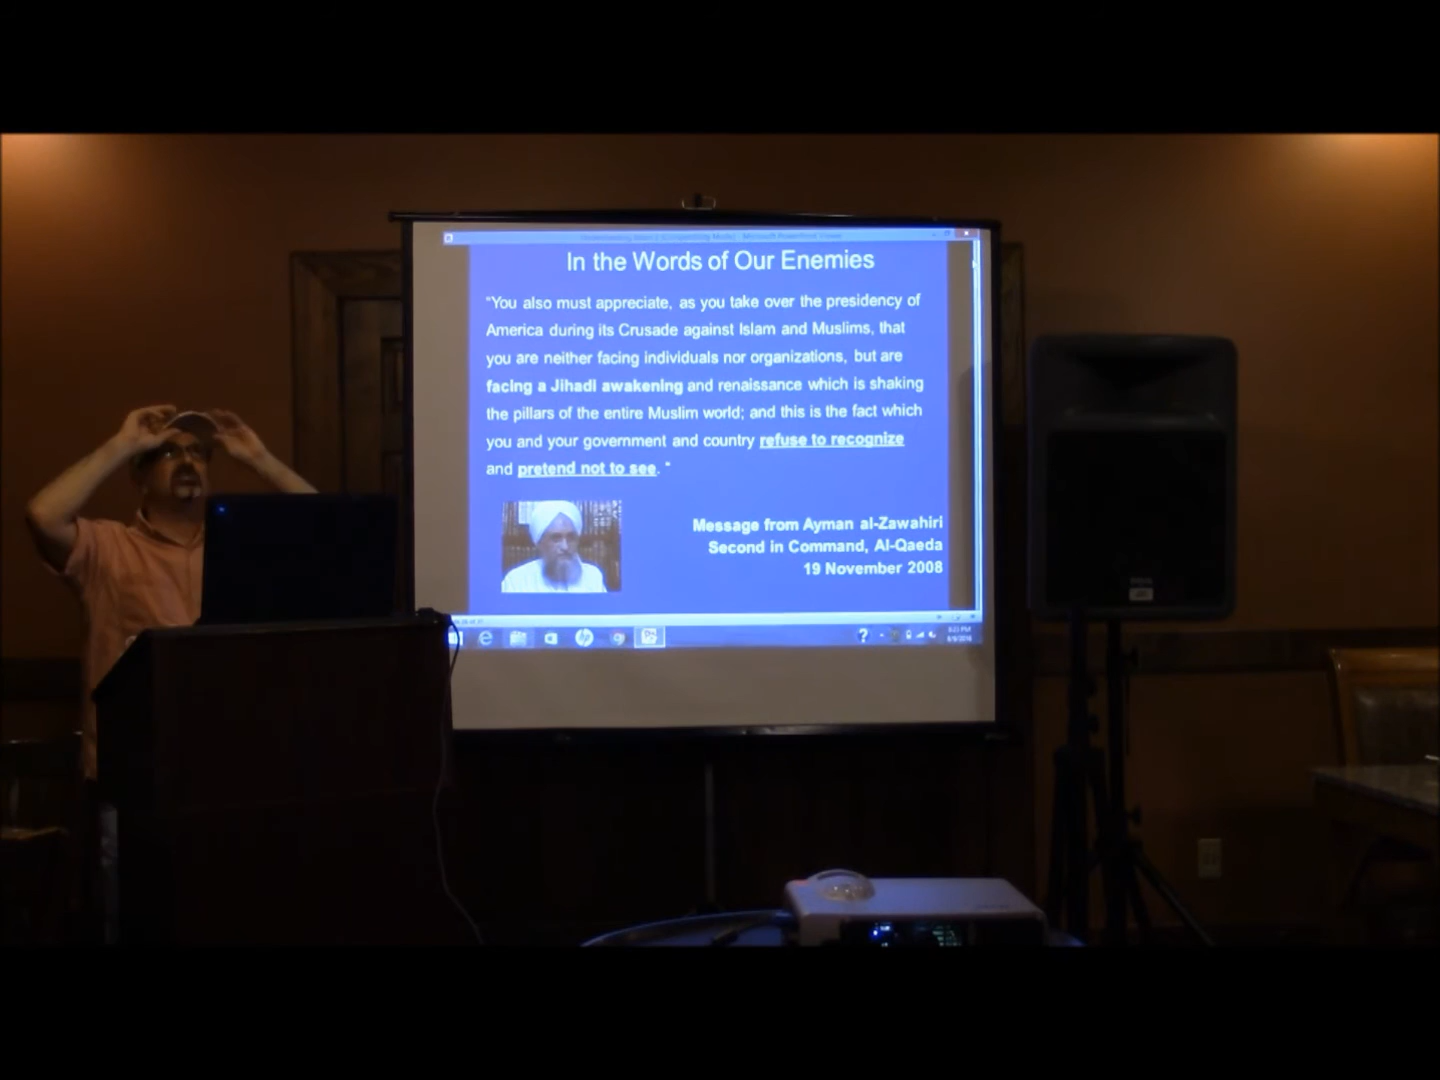 In the Words of Our Enemies
"You also must appreciate, as you take over the presidency of
America during its Crusade against Islam and Muslims, that
you are neither facing individuals nor organizations, but are
facing a Jihadi awakening and renaissance which is shaking
the pillars of the entire Muslim world; and this is the fact which
you and your government and country refuse to recognize
and pretend not to see. "
Message from Ayman al-Zawahiri
Second in Command, Al-Qaeda
19 November 2008